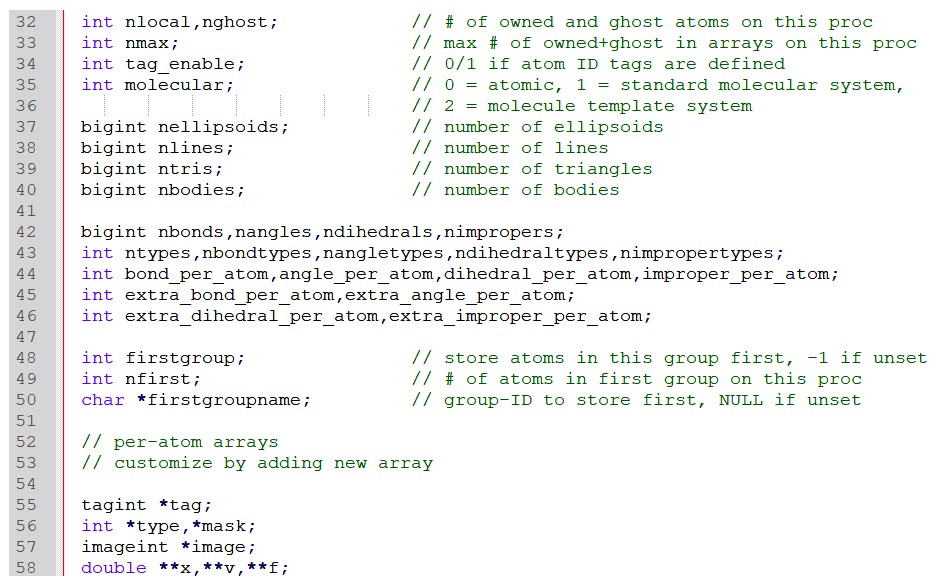 32 int nlocal,nghost; // # of owned and ghost atoms on this proc
33 int nmax; // max # of owned+ghost in arrays on this proc
34 int tag_enable; // 0/1 if atom ID tags are defined
35 int molecular; // 0 = atomic, 1 = standard molecular system,
36 // 2 = molecule template system
37 bigint nellipsoids; // number of ellipsoids
38 bigint nlines; // number of lines
39 bigint ntris; // number of triangles
40 bigint nbodies; // number of bodies
41
42 bigint nbonds,nangles,ndihedrals,nimpropers;
43 int ntypes,nbondtypes,nangletypes,ndihedraltypes,nimpropertypes;
44 int bond_per_atom,angle_per_atom,dihedral_per_atom,improper_per_atom;
45 int extra_bond_per_atom,extra_angle_per_atom;
46 int extra_dihedral_per_atom,extra_improper_per_atom;
47
48 int firstgroup; // store atoms in this group first, -1 if unset
49 int nfirst; // # of atoms in first group on this proc
50 char *firstgroupname; // group-ID to store first, NULL if unset
51
52 // per-atom arrays
53 // customize by adding new array
54
55 tagint *tag;
56 int *type,*mask;
57 imageint *image;
58 double **x,**v,**f;